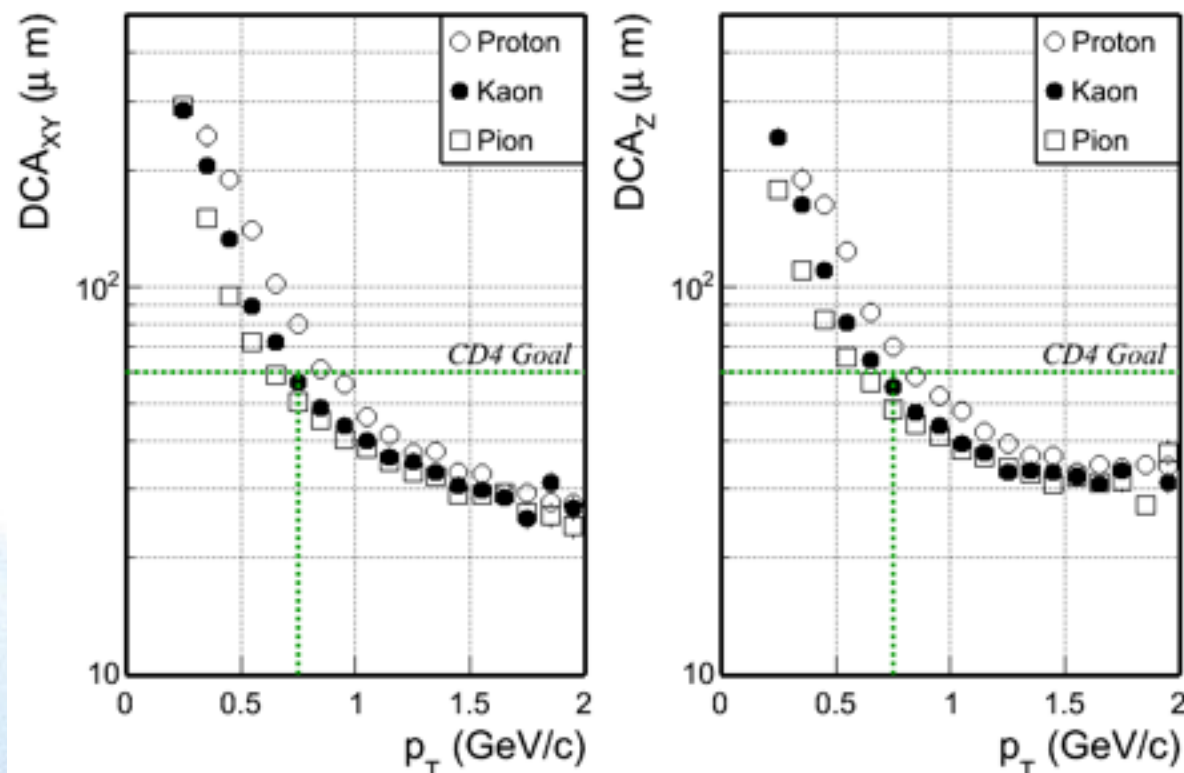 DCA_XY (μ m)
10²
10
Proton
Kaon
Pion
CD4 Goal
0 0.5 1 1.5 2
p_T (GeV/c)
DCA_Z (μ m)
10²
10
Proton
Kaon
Pion
CD4 Goal
0 0.5 1 1.5 2
p_T (GeV/c)